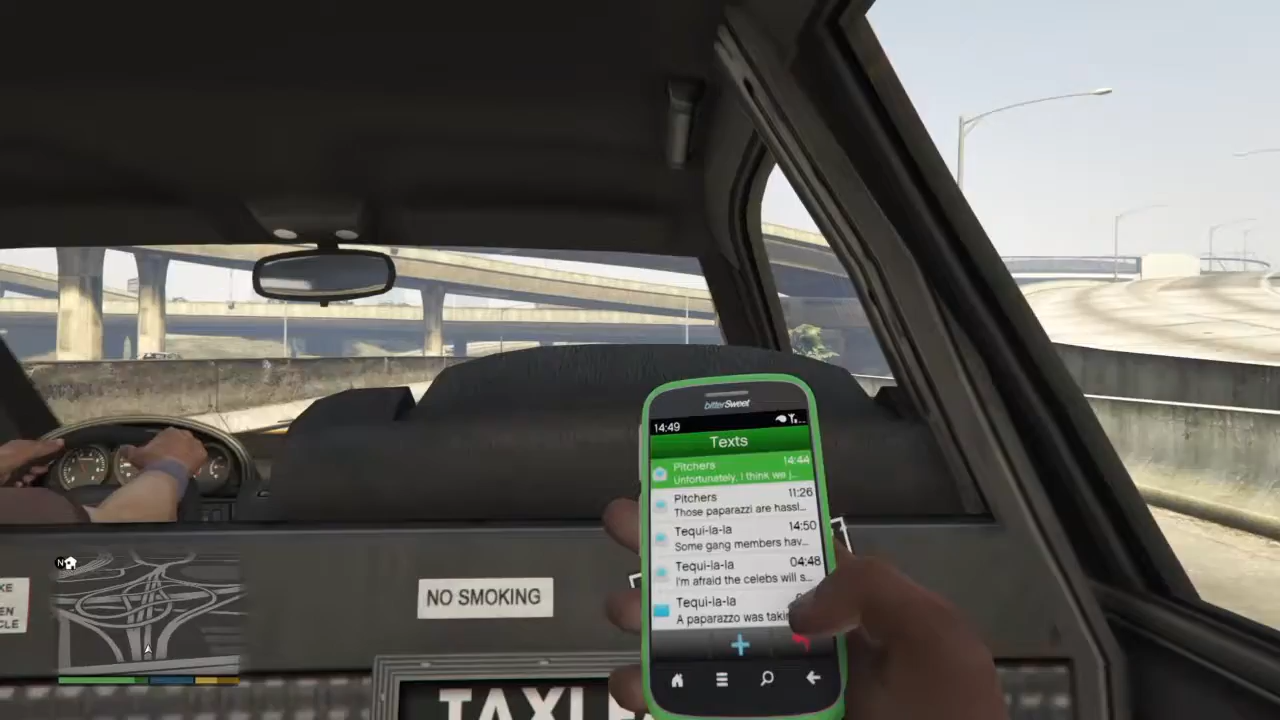 bitterSweet
14:49
Texts
Pitchers 14:44
Unfortunately, I think we j...
Pitchers 11:26
Those paparazzi are hassl...
Tequi-la-la 14:50
Some gang members hav...
Tequi-la-la 04:48
I'm afraid the celebs will s...
Tequi-la-la
A paparazzo was takin
NO SMOKING
N
TAXI